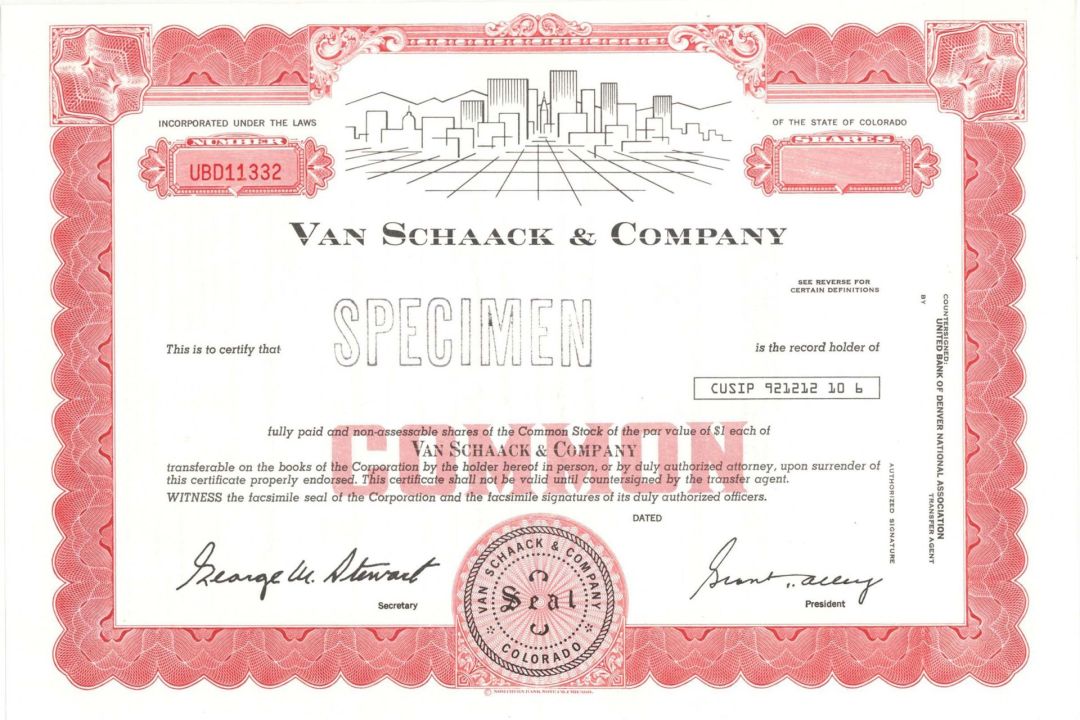 INCORPORATED UNDER THE LAWS
OF THE STATE OF COLORADO
NUMBER
SHARES
UBD11332
VAN SCHAACK & COMPANY
SEE REVERSE FOR
CERTAIN DEFINITIONS
SPECIMEN
This is to certify that
is the record holder of
CUSIP 921212 10 6
COMMON
fully paid and non-assessable shares of the Common Stock of the par value of $1 each of
VAN SCHAACK & COMPANY
transferable on the books of the Corporation by the holder hereof in person, or by duly authorized attorney, upon surrender of
this certificate properly endorsed. This certificate shall not be valid until countersigned by the transfer agent.
WITNESS the facsimile seal of the Corporation and the facsimile signatures of its duly authorized officers.
DATED
George W. Stewart
Secretary
VAN SCHAACK & COMPANY
Seal
COLORADO
Grant
President
COUNTERSIGNED:
UNITED BANK OF DENVER NATIONAL ASSOCIATION
TRANSFER AGENT
BY
AUTHORIZED SIGNATURE